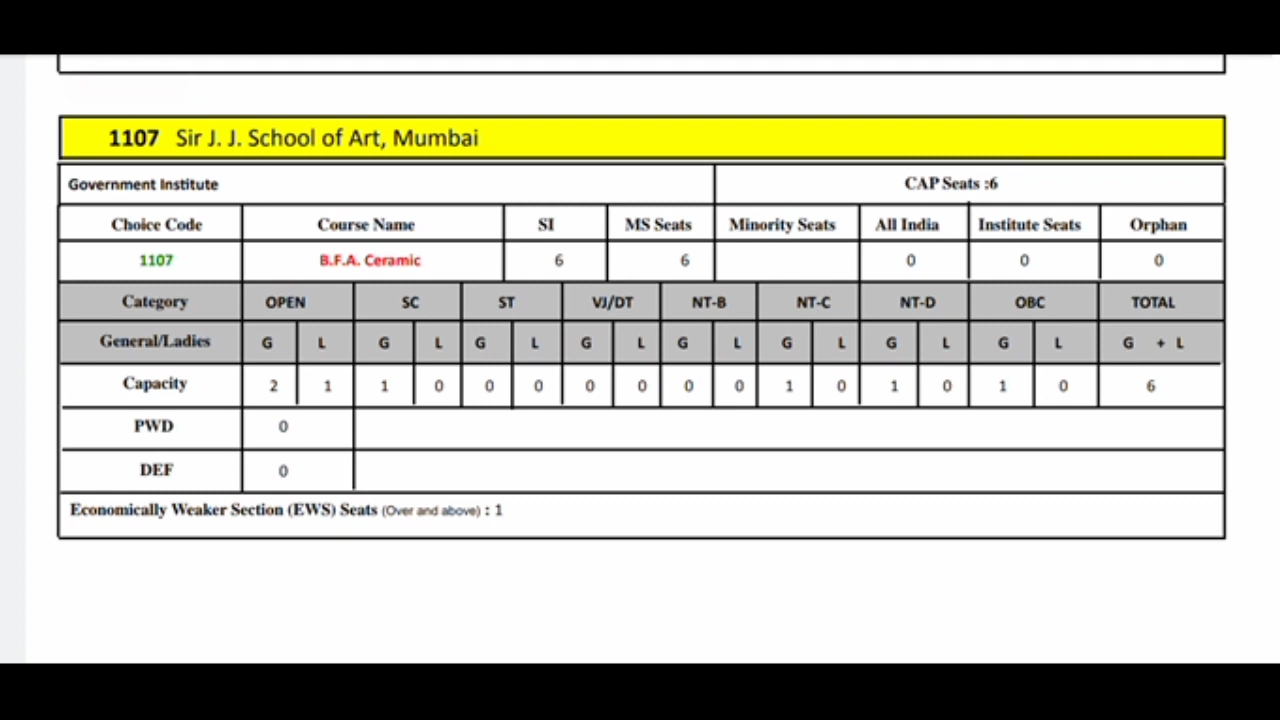 1107 Sir J. J. School of Art, Mumbai
Government Institute CAP Seats :6
Choice Code Course Name SI MS Seats Minority Seats All India Institute Seats Orphan
1107 B.F.A. Ceramic 6 6 0 0 0
Category OPEN SC ST VJ/DT NT-B NT-C NT-D OBC TOTAL
General/Ladies G L G L G L G L G L G L G L G L G + L
Capacity 2 1 1 0 0 0 0 0 0 0 1 0 1 0 1 0 6
PWD 0
DEF 0
Economically Weaker Section (EWS) Seats (Over and above) : 1